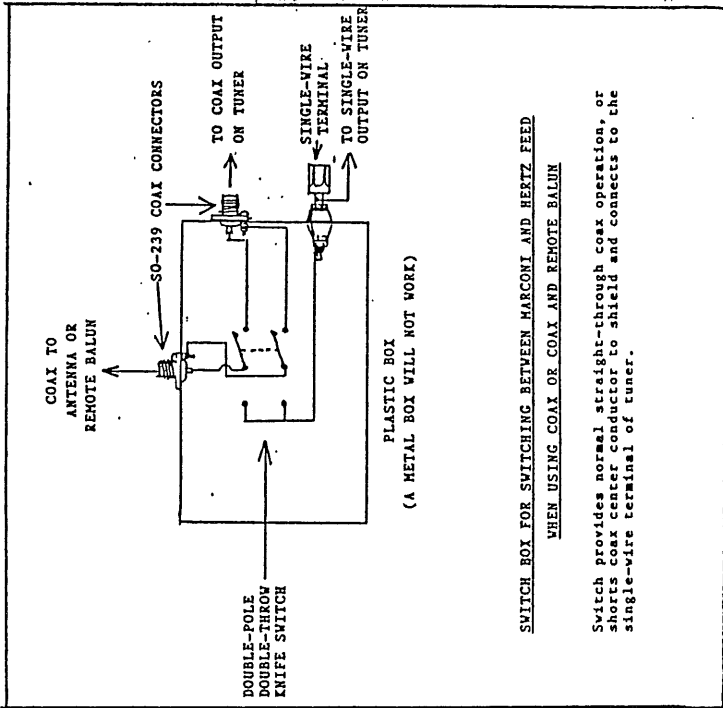 COAX TO
ANTENNA OR
REMOTE BALUN
SO-239 COAX CONNECTORS
TO COAX OUTPUT
ON TUNER
SINGLE-WIRE
TERMINAL
TO SINGLE-WIRE
OUTPUT ON TUNER
DOUBLE-POLE
DOUBLE-THROW
KNIFE SWITCH
PLASTIC BOX
(A METAL BOX WILL NOT WORK)
SWITCH BOX FOR SWITCHING BETWEEN MARCONI AND HERTZ FEED
WHEN USING COAX OR COAX AND REMOTE BALUN
Switch provides normal straight-through coax operation, or
shorts coax center conductor to shield and connects to the
single-wire terminal of tuner.